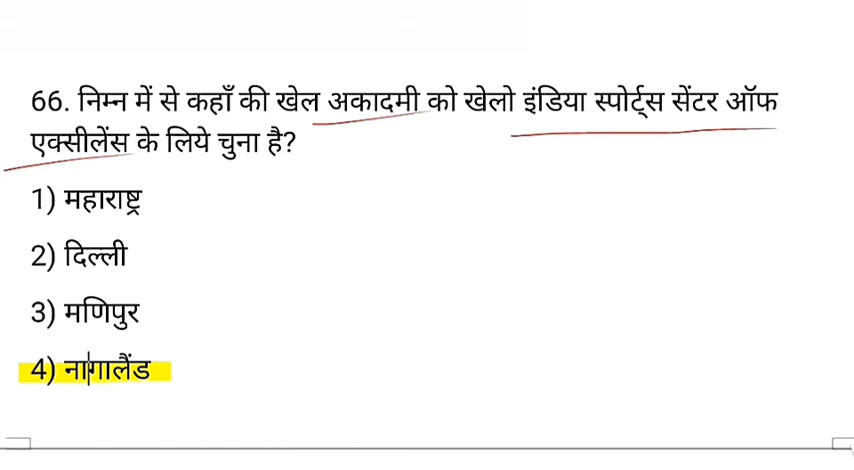 66. निम्न में से कहाँ की खेल अकादमी को खेलो इंडिया स्पोर्ट्स सेंटर ऑफ
एक्सीलेंस के लिये चुना है?
1) महाराष्ट्र
2) दिल्ली
3) मणिपुर
4) नागालैंड